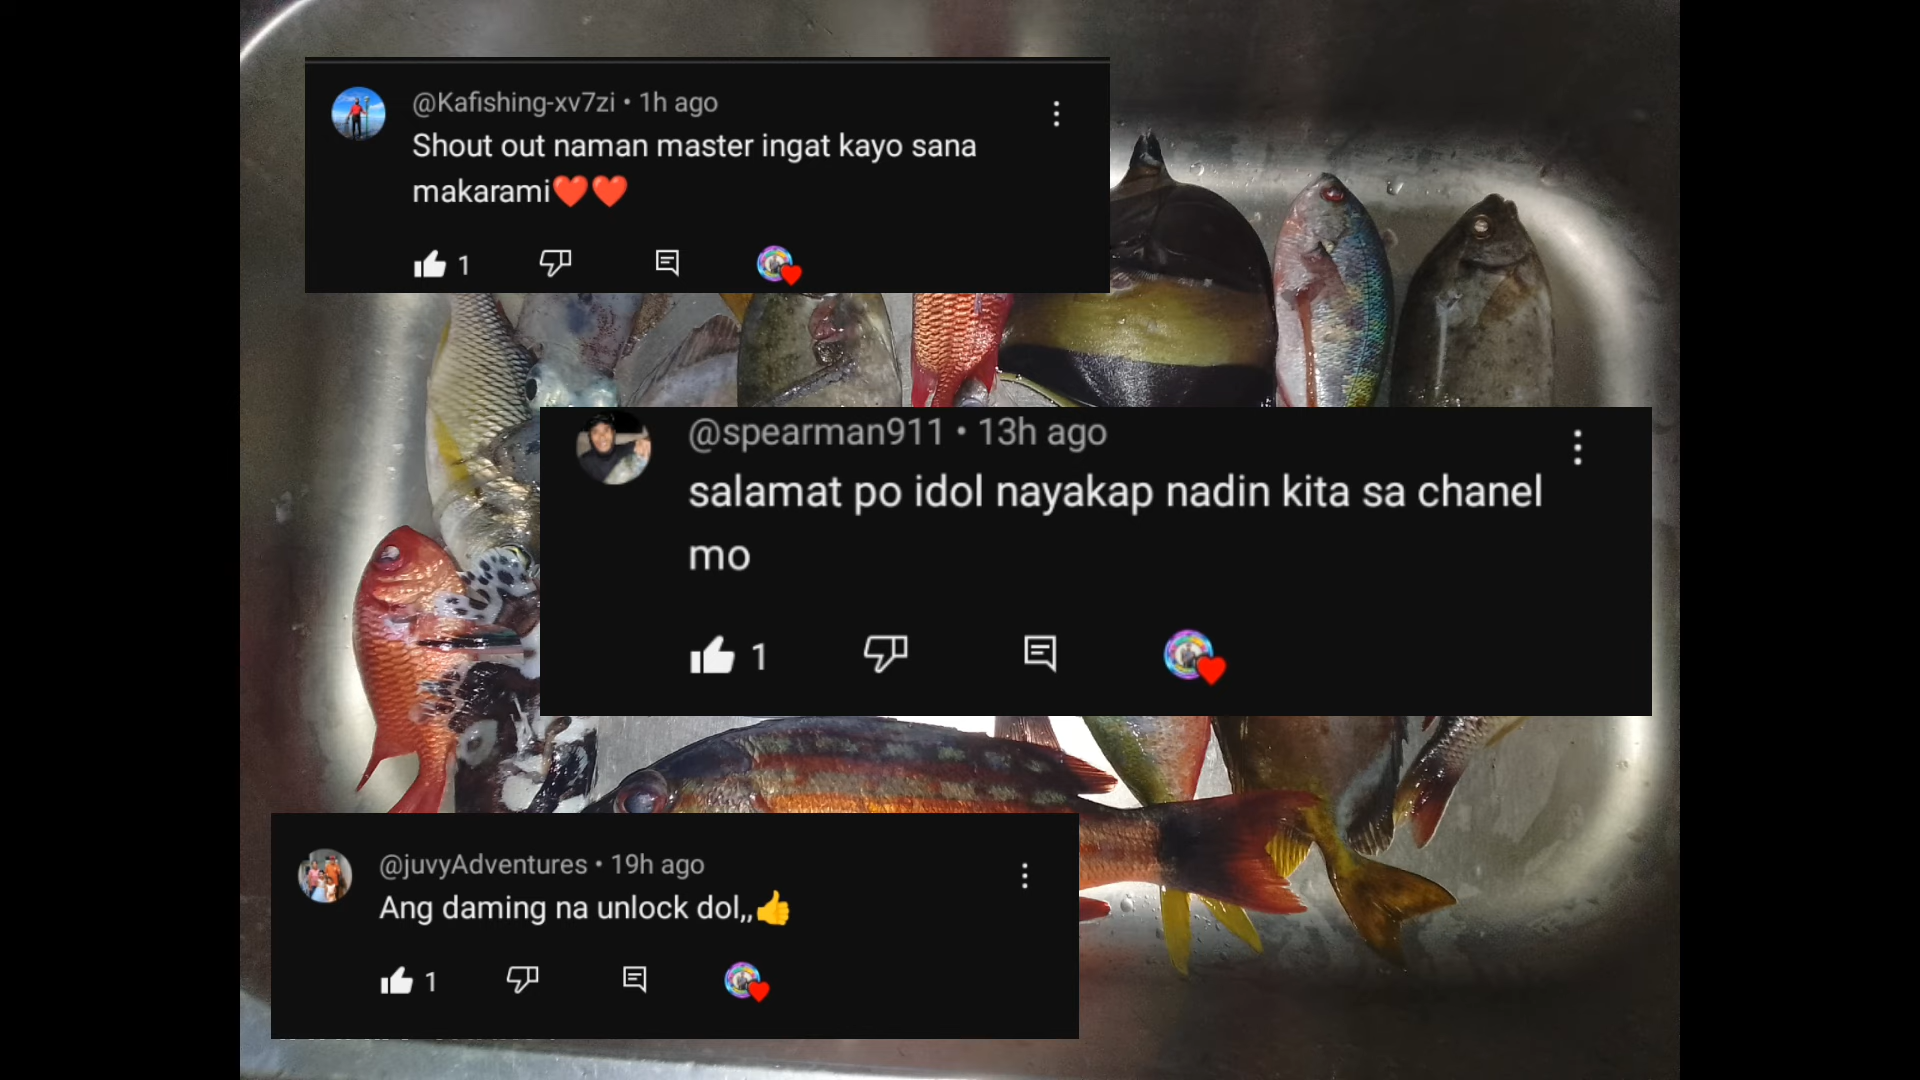 @Kafishing-xv7zi • 1h ago
Shout out naman master ingat kayo sana
makarami❤️❤️
1
@spearman911 • 13h ago
salamat po idol nayakap nadin kita sa chanel
mo
1
@juvyAdventures • 19h ago
Ang daming na unlock dol,,👍
1